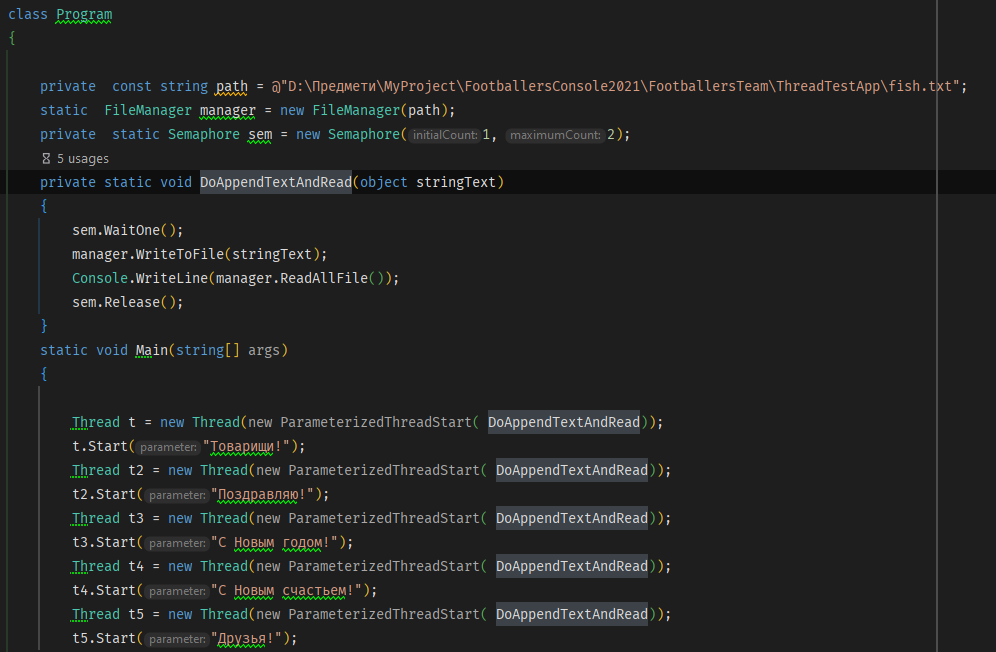 class Program
{
private  const string path = @"D:\Предмети\MyProject\FootballersConsole2021\FootballersTeam\ThreadTestApp\fish.txt";
static  FileManager manager = new FileManager(path);
private  static Semaphore sem = new Semaphore( initialCount: 1,  maximumCount: 2);
5 usages
private static void DoAppendTextAndRead(object stringText)
{
sem.WaitOne();
manager.WriteToFile(stringText);
Console.WriteLine(manager.ReadAllFile());
sem.Release();
}
static void Main(string[] args)
{
Thread t = new Thread(new ParameterizedThreadStart( DoAppendTextAndRead));
t.Start( parameter: "Товарищи!");
Thread t2 = new Thread(new ParameterizedThreadStart( DoAppendTextAndRead));
t2.Start( parameter: "Поздравляю!");
Thread t3 = new Thread(new ParameterizedThreadStart( DoAppendTextAndRead));
t3.Start( parameter: "С Новым годом!");
Thread t4 = new Thread(new ParameterizedThreadStart( DoAppendTextAndRead));
t4.Start( parameter: "С Новым счастьем!");
Thread t5 = new Thread(new ParameterizedThreadStart( DoAppendTextAndRead));
t5.Start( parameter: "Друзья!");